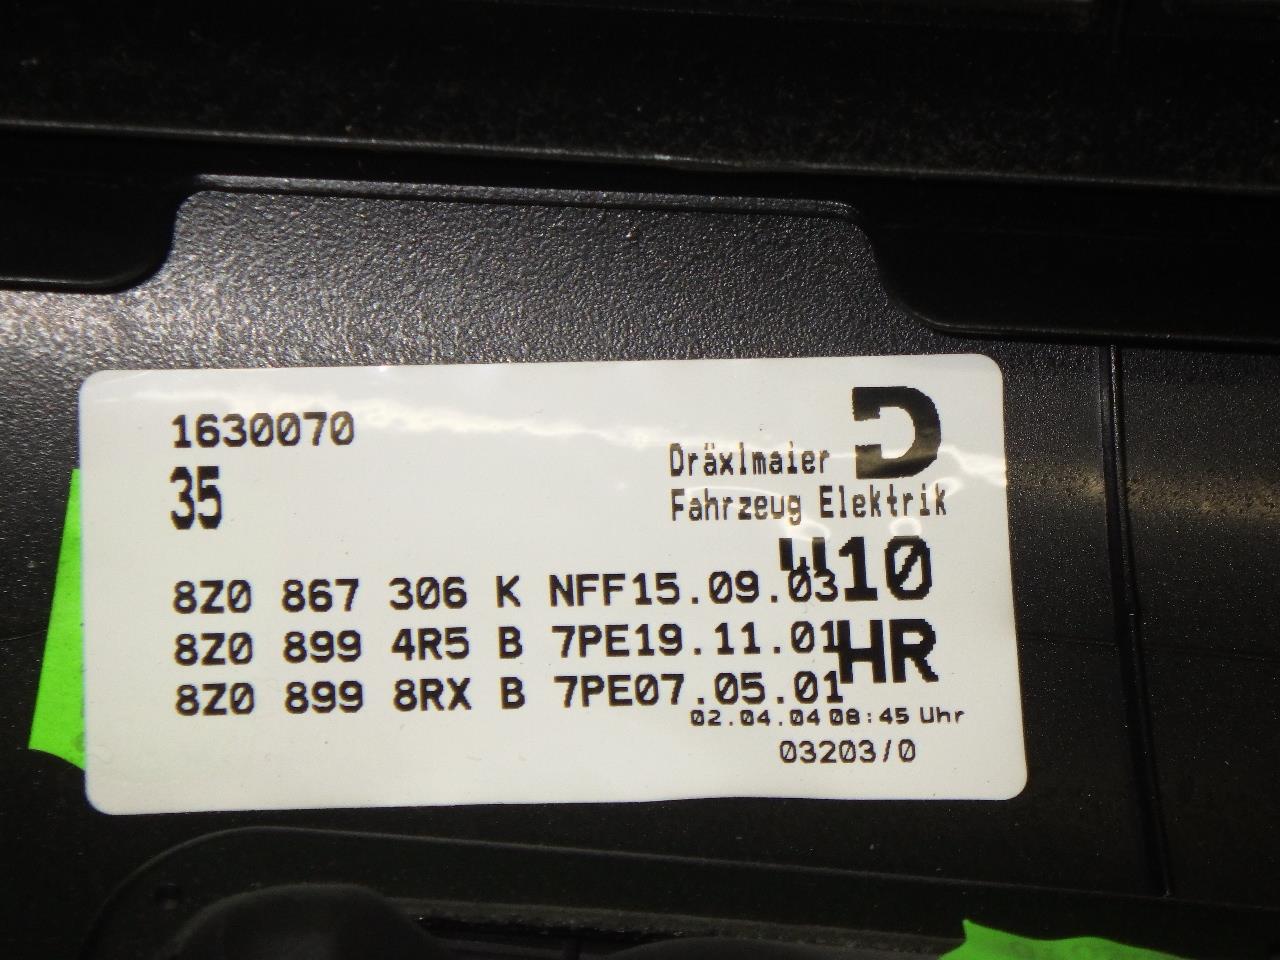 1630070
35
D
Dräxlmaier
Fahrzeug Elektrik
W10
8Z0 867 306 K NFF15.09.03
HR
8Z0 899 4R5 B 7PE19.11.01
8Z0 899 8RX B 7PE07.05.01
02.04.04 08:45 Uhr
03203/0